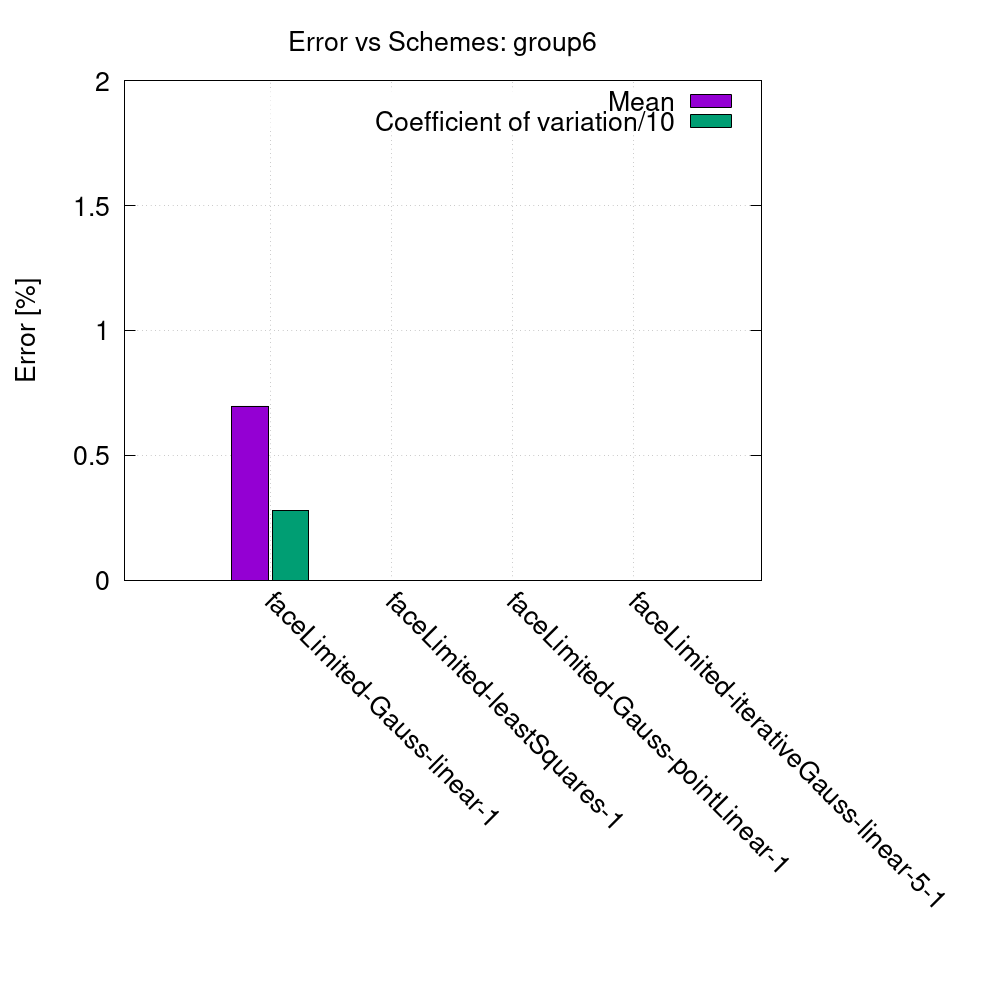 Error vs Schemes: group6
Mean
Coefficient of variation/10
Error [%]
2
1.5
1
0.5
0
faceLimited-Gauss-linear-1
faceLimited-leastSquares-1
faceLimited-Gauss-pointLinear-1
faceLimited-iterativeGauss-linear-5-1